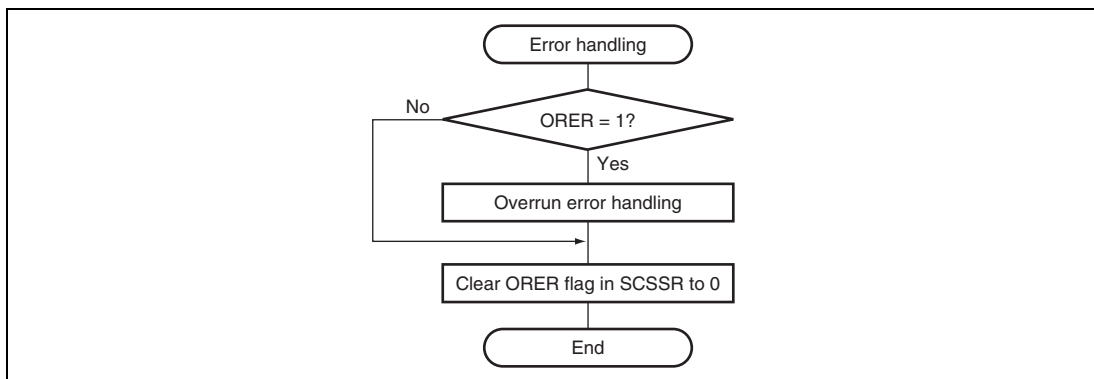 Error handling
No
ORER = 1?
Yes
Overrun error handling
Clear ORER flag in SCSSR to 0
End